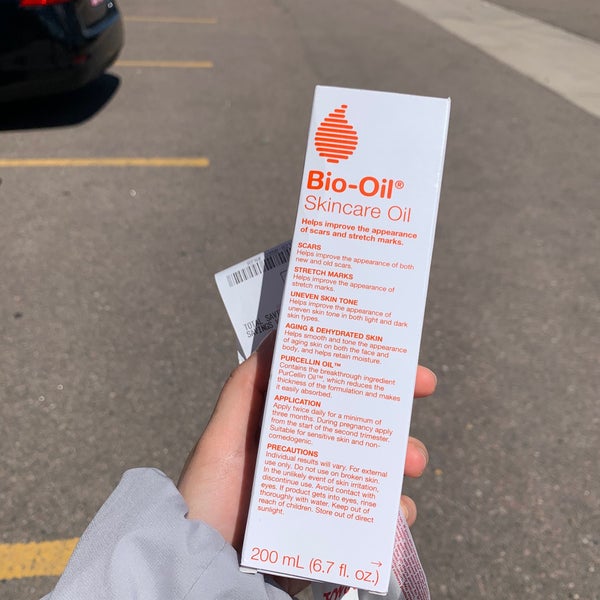 Bio-Oil®
Skincare Oil
Helps improve the appearance
of scars and stretch marks.
SCARS
Helps improve the appearance of both
new and old scars.
STRETCH MARKS
Helps improve the appearance of
stretch marks.
UNEVEN SKIN TONE
Helps improve the appearance of
uneven skin tone in both light and dark
skin types.
AGING & DEHYDRATED SKIN
Helps smooth and tone the appearance
of aging skin on both the face and
body, and helps retain moisture.
PURCELLIN OIL™
Contains the breakthrough ingredient
PurCellin Oil™, which reduces the
thickness of the formulation and makes
it easily absorbed.
APPLICATION
Apply twice daily for a minimum of
three months. During pregnancy apply
from the start of the second trimester.
Suitable for sensitive skin and non-
comedogenic.
PRECAUTIONS
Individual results will vary. For external
use only. Do not use on broken skin.
In the unlikely event of skin irritation,
discontinue use. Avoid contact with
eyes. If product gets into eyes, rinse
thoroughly with water. Keep out of
reach of children. Store out of direct
sunlight.
200 mL (6.7 fl. oz.)
TOTAL
SAVINGS